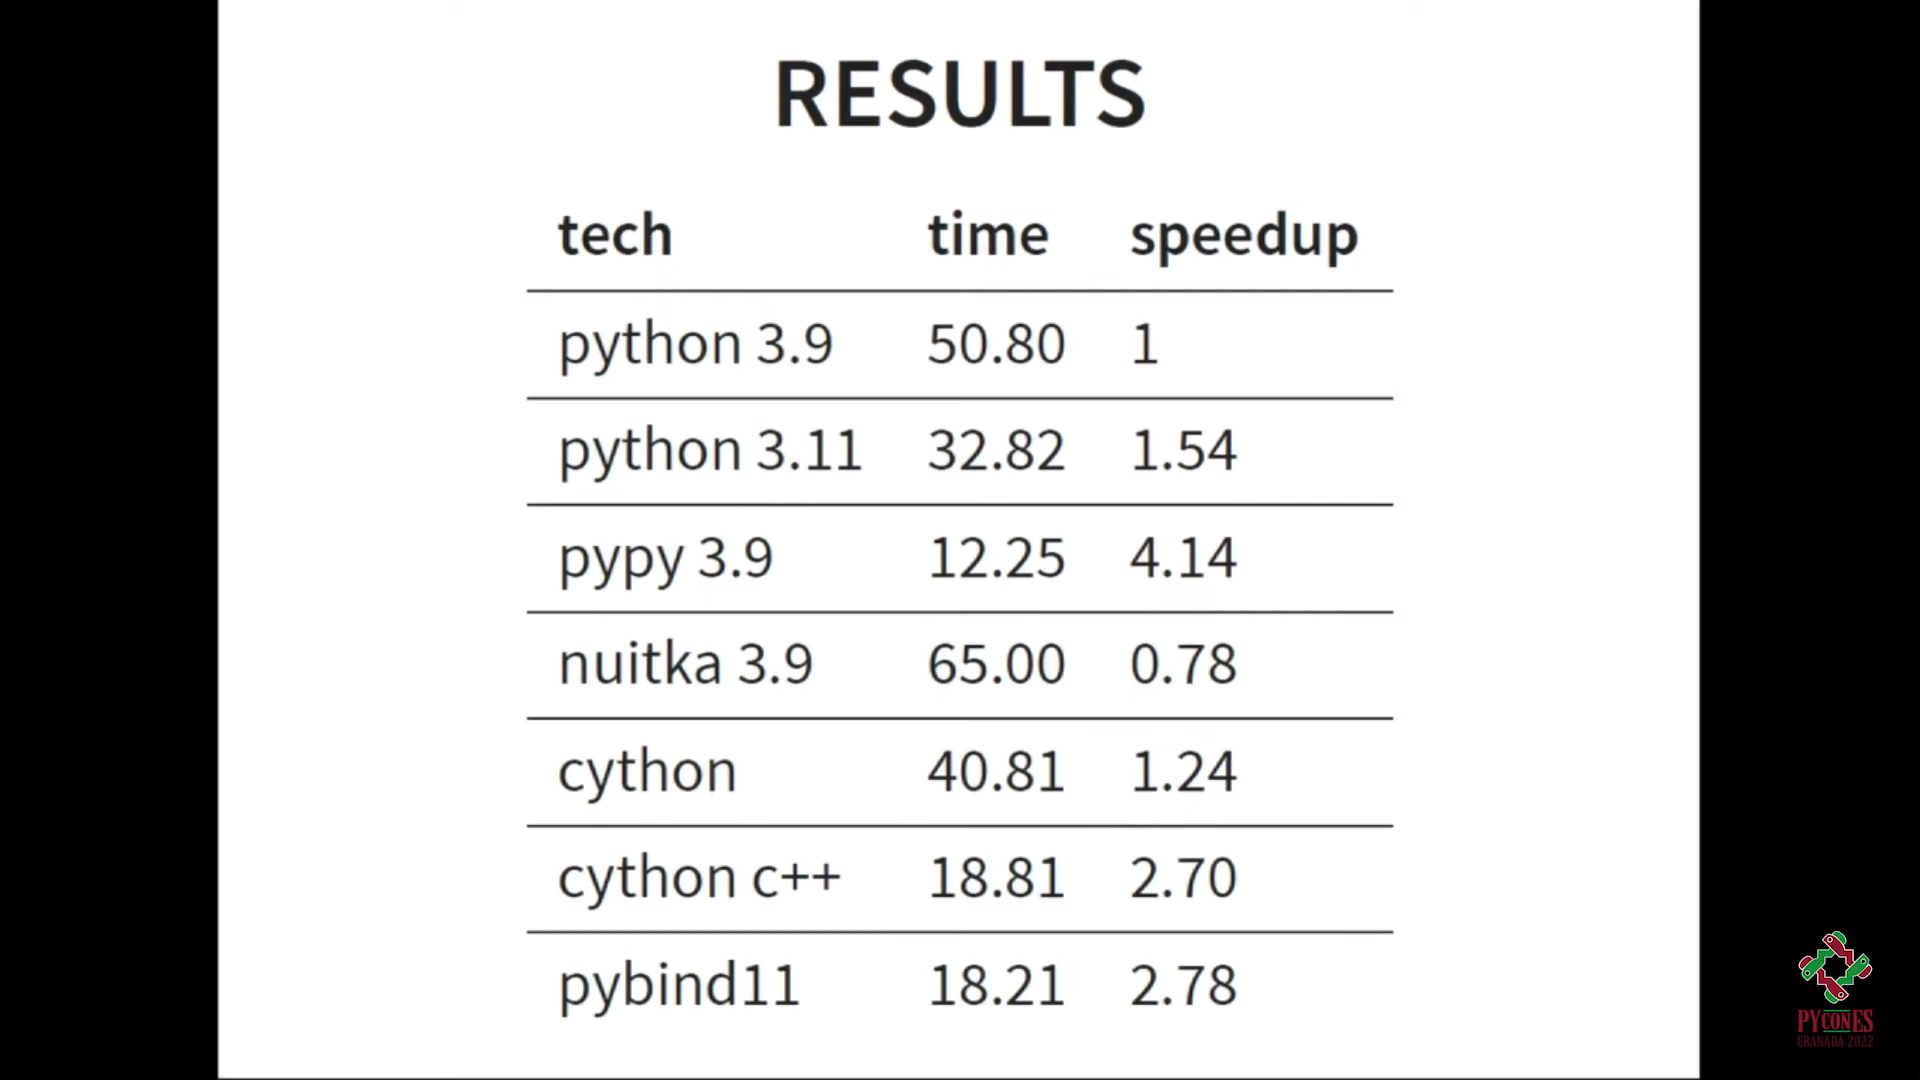 RESULTS
tech time speedup
python 3.9 50.80 1
python 3.11 32.82 1.54
pypy 3.9 12.25 4.14
nuitka 3.9 65.00 0.78
cython 40.81 1.24
cython c++ 18.81 2.70
pybind11 18.21 2.78
PYCONES
GRANADA 2022